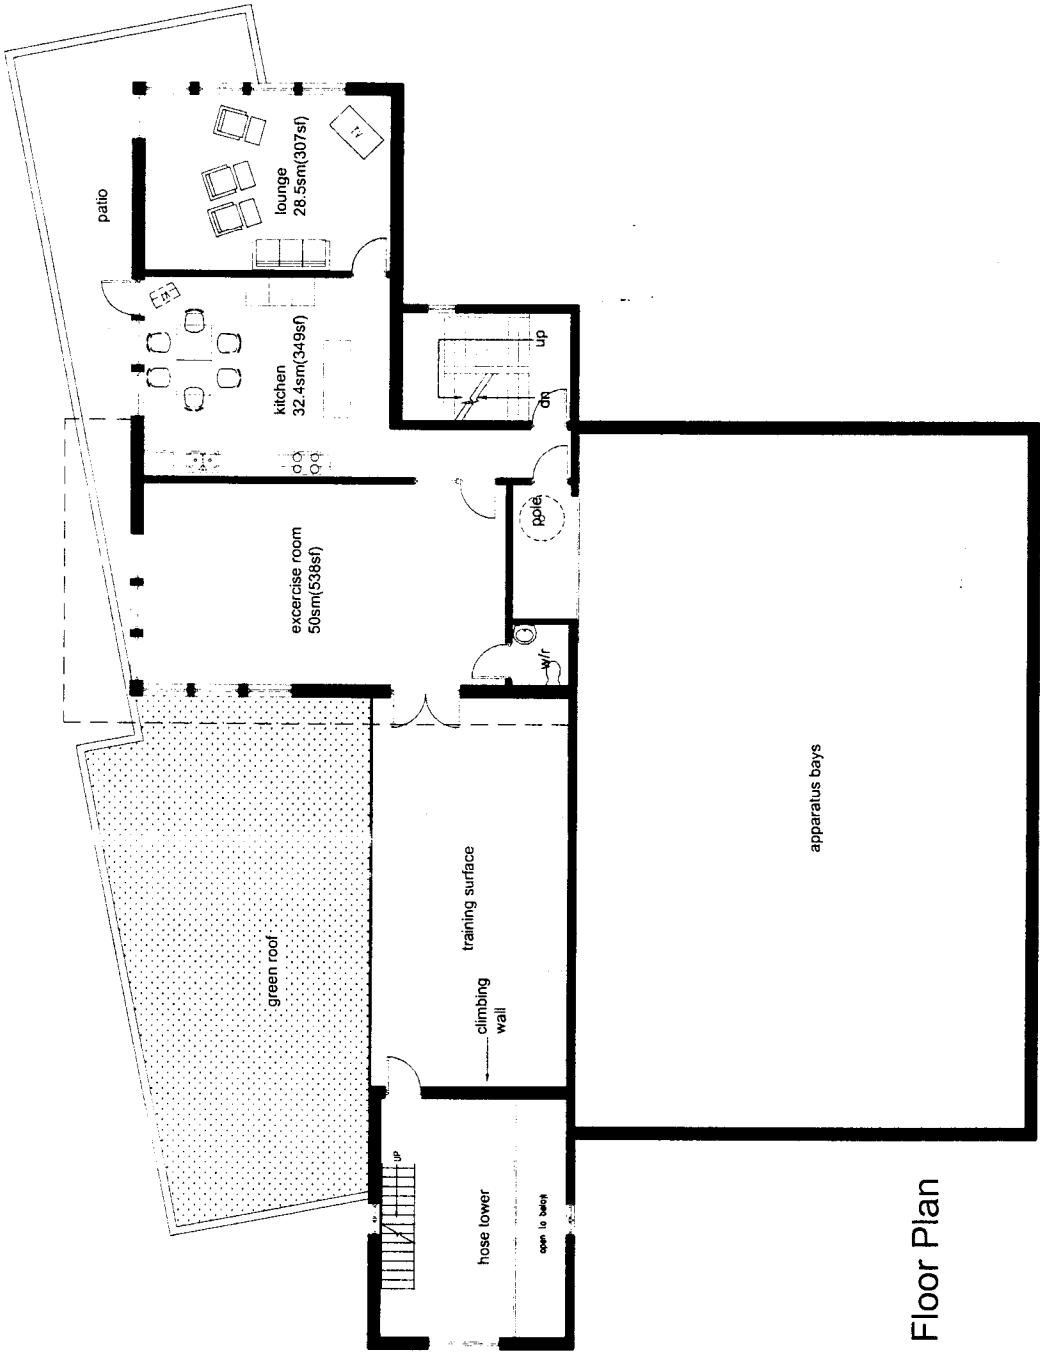 patio
lounge
28.5sm(307sf)
TV
W
kitchen
32.4sm(349sf)
up
dn
excercise room
50sm(538sf)
pole
w/r
green roof
training surface
climbing
wall
apparatus bays
UP
hose tower
open to below
Floor Plan